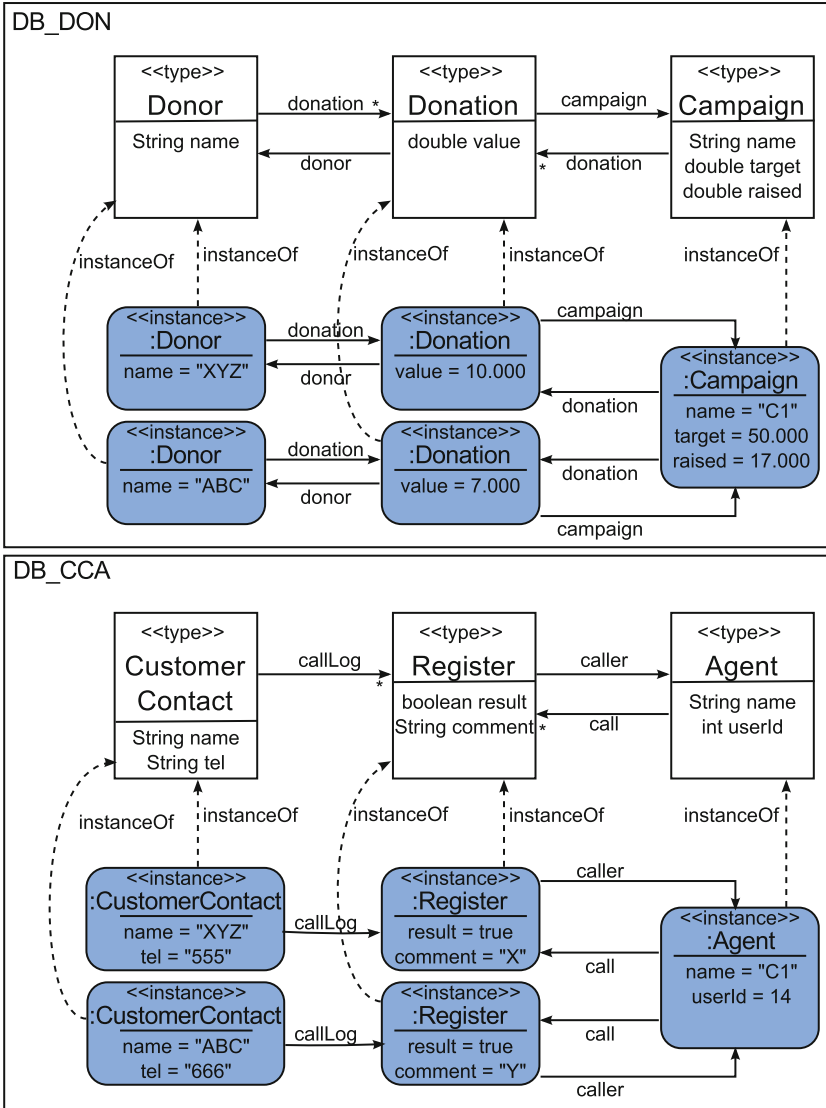 DB_DON
<<type>>
Donor
String name
donation *
donor
<<type>>
Donation
double value
campaign
donation
*
<<type>>
Campaign
String name
double target
double raised
instanceOf
instanceOf
instanceOf
instanceOf
instanceOf
<<instance>>
:Donor
name = "XYZ"
donation
donor
<<instance>>
:Donation
value = 10.000
campaign
donation
<<instance>>
:Donor
name = "ABC"
donation
donor
<<instance>>
:Donation
value = 7.000
donation
campaign
<<instance>>
:Campaign
name = "C1"
target = 50.000
raised = 17.000
DB_CCA
<<type>>
Customer
Contact
String name
String tel
callLog
*
<<type>>
Register
boolean result
String comment
caller
call
*
<<type>>
Agent
String name
int userId
instanceOf
instanceOf
instanceOf
instanceOf
instanceOf
<<instance>>
:CustomerContact
name = "XYZ"
tel = "555"
callLog
<<instance>>
:Register
result = true
comment = "X"
caller
call
<<instance>>
:CustomerContact
name = "ABC"
tel = "666"
callLog
<<instance>>
:Register
result = true
comment = "Y"
call
caller
<<instance>>
:Agent
name = "C1"
userId = 14